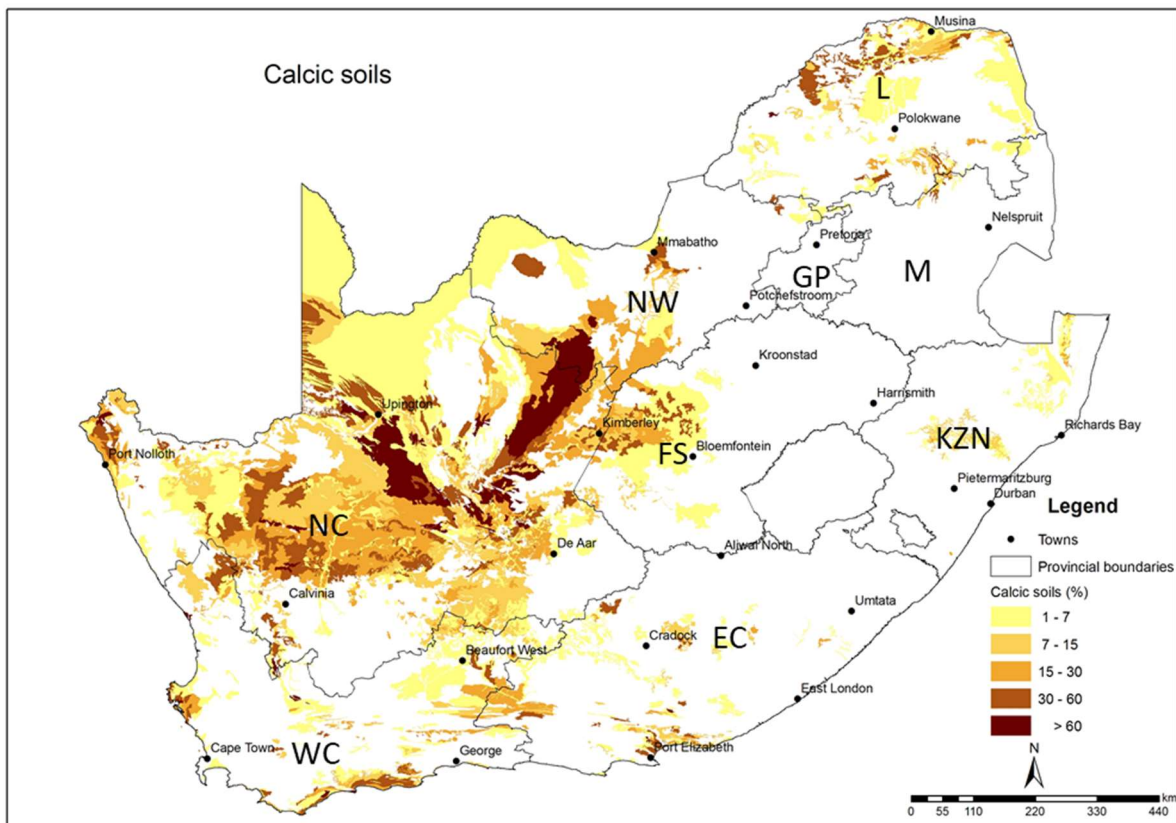 Calcic soils
Musina
L
Polokwane
Nelspruit
Mmabatho
Pretoria
GP
M
NW
Potchefstroom
Kroonstad
Upington
Harrismith
Kimberley
KZN
Richards Bay
Port Nolloth
FS
Bloemfontein
Pietermaritzburg
Durban
NC
De Aar
Aliwal North
Calvinia
Umtata
Cradock
EC
Beaufort West
East London
Cape Town
WC
George
Port Elizabeth
Legend
Towns
Provincial boundaries
Calcic soils (%)
1 - 7
7 - 15
15 - 30
30 - 60
> 60
N
km
0 55 110 220 330 440